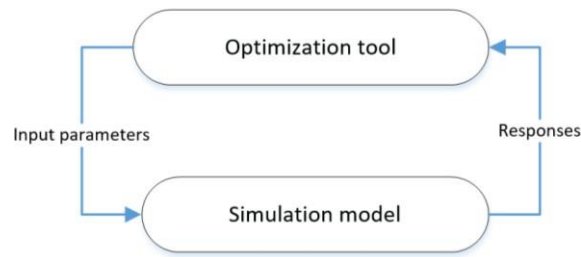 Optimization tool
Input parameters
Responses
Simulation model